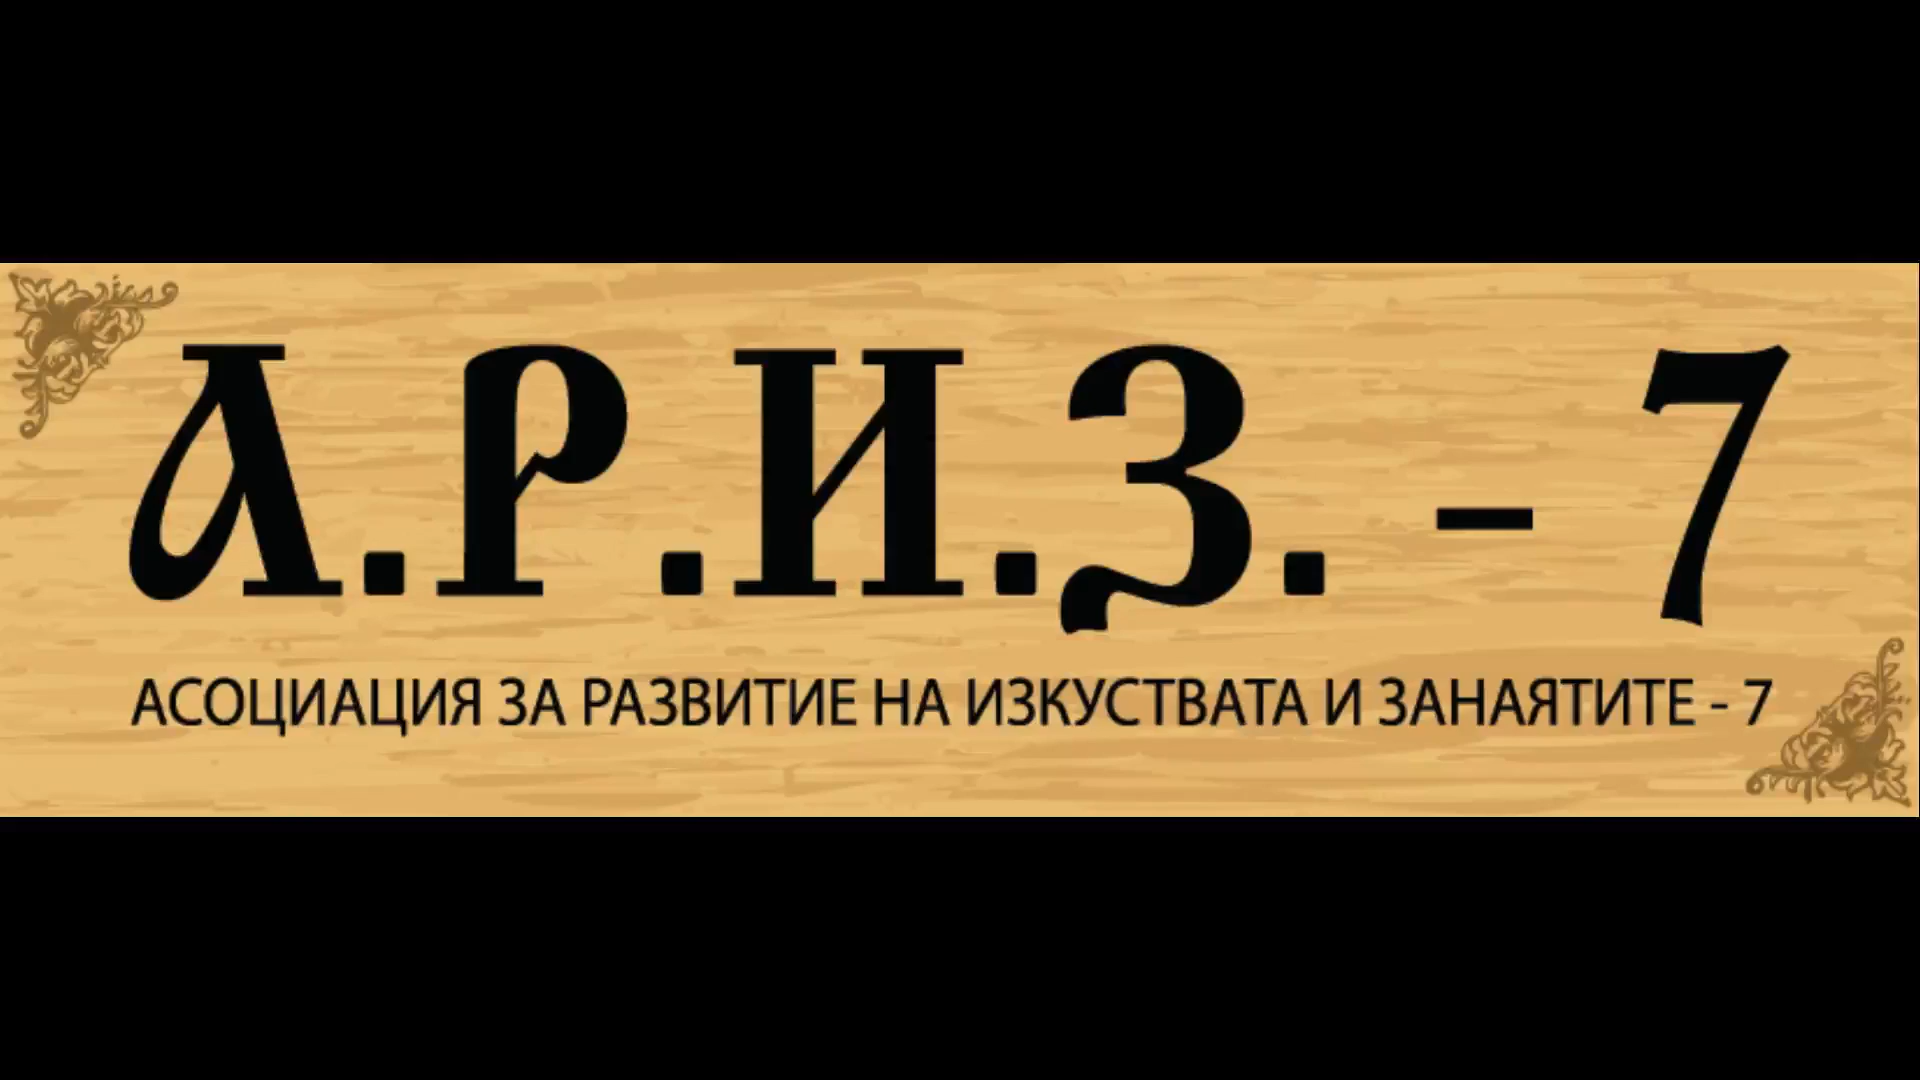 А.Р.И.З. - 7
АСОЦИАЦИЯ ЗА РАЗВИТИЕ НА ИЗКУСТВАТА И ЗАНАЯТИТЕ - 7